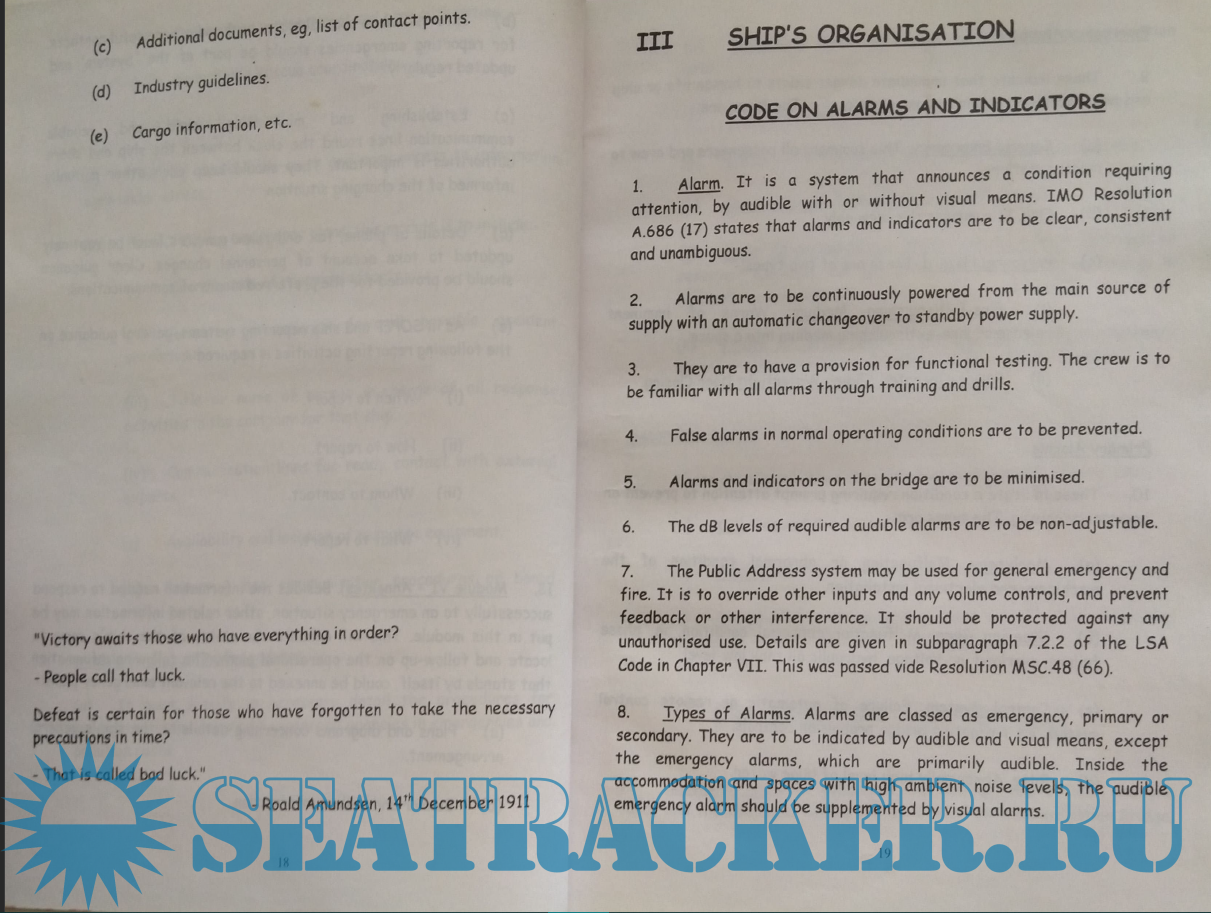 (c) Additional documents, eg, list of contact points.
(d) Industry guidelines.
(e) Cargo information, etc.
"Victory awaits those who have everything in order?
- People call that luck.
Defeat is certain for those who have forgotten to take the necessary
precautions in time?
- That is called bad luck."
- Roald Amundsen, 14th December 1911
18
III SHIP'S ORGANISATION
CODE ON ALARMS AND INDICATORS
1. Alarm. It is a system that announces a condition requiring
attention, by audible with or without visual means. IMO Resolution
A.686 (17) states that alarms and indicators are to be clear, consistent
and unambiguous.
2. Alarms are to be continuously powered from the main source of
supply with an automatic changeover to standby power supply.
3. They are to have a provision for functional testing. The crew is to
be familiar with all alarms through training and drills.
4. False alarms in normal operating conditions are to be prevented.
5. Alarms and indicators on the bridge are to be minimised.
6. The dB levels of required audible alarms are to be non-adjustable.
7. The Public Address system may be used for general emergency and
fire. It is to override other inputs and any volume controls, and prevent
feedback or other interference. It should be protected against any
unauthorised use. Details are given in subparagraph 7.2.2 of the LSA
Code in Chapter VII. This was passed vide Resolution MSC.48 (66).
8. Types of Alarms. Alarms are classed as emergency, primary or
secondary. They are to be indicated by audible and visual means, except
the emergency alarms, which are primarily audible. Inside the
accommodation and spaces with high ambient noise levels, the audible
emergency alarm should be supplemented by visual alarms.
19
SEATRACKER.RU